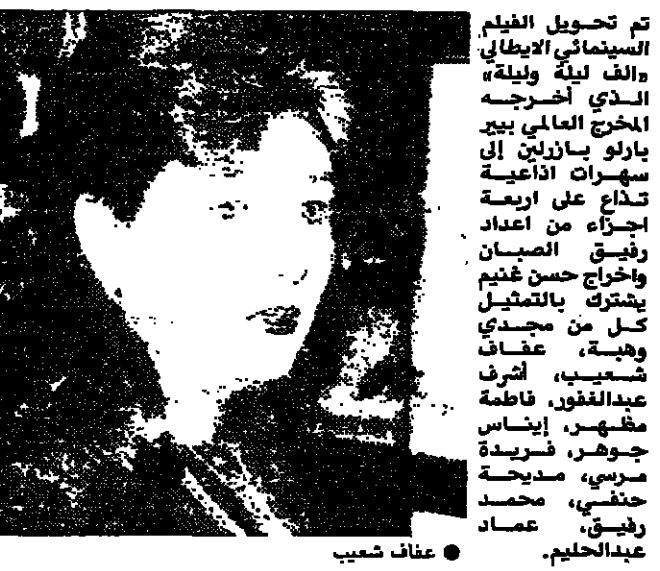 تم تحويل الفيلم
السينمائي الايطالي
«الف ليلة وليلة»
الذي أخرجه
المخرج العالمي بيير
بارلو بازرلين إلى
سهرات اذاعية
تذاع على اربعة
اجزاء من اعداد
رفيق الصبان
واخراج حسن غنيم
يشترك بالتمثيل
كل من مجدي
وهبة، عفاف
شعيب، أشرف
عبدالغفور، فاطمة
مظهر، إيناس
جوهر، فريدة
مرسي، مديحة
حنفي، محمد
رفيق، عماد
عبدالحليم.
● عفاف شعيب